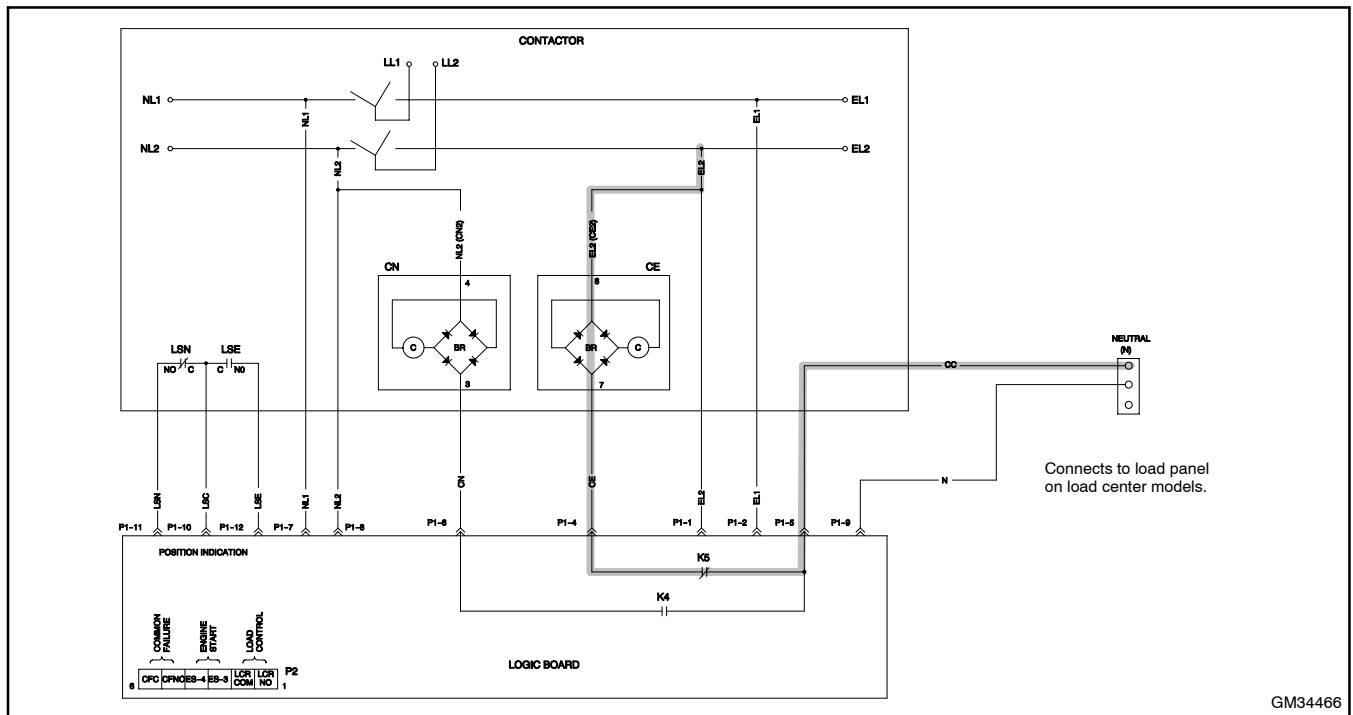 CONTACTOR
LL1
LL2
NL1
EL1
NL1
EL1
NL2
EL2
NL2
EL2
NL2 (CN2)
EL2 (CE2)
CN
CE
4
8
C
BR
BR
C
3
7
LSN
LSE
NO
C
C
N0
NEUTRAL
(N)
CC
Connects to load panel
on load center models.
N
LSN
LSC
LSE
NL1
NL2
CN
CE
EL2
EL1
P1-11
P1-10
P1-12
P1-7
P1-8
P1-6
P1-4
P1-1
P1-2
P1-5
P1-9
POSITION INDICATION
K5
K4
COMMON
FAILURE
ENGINE
START
LOAD
CONTROL
LOGIC BOARD
P2
6
CFC
CFNO
ES-4
ES-3
LCR
COM
LCR
NO
1
GM34466